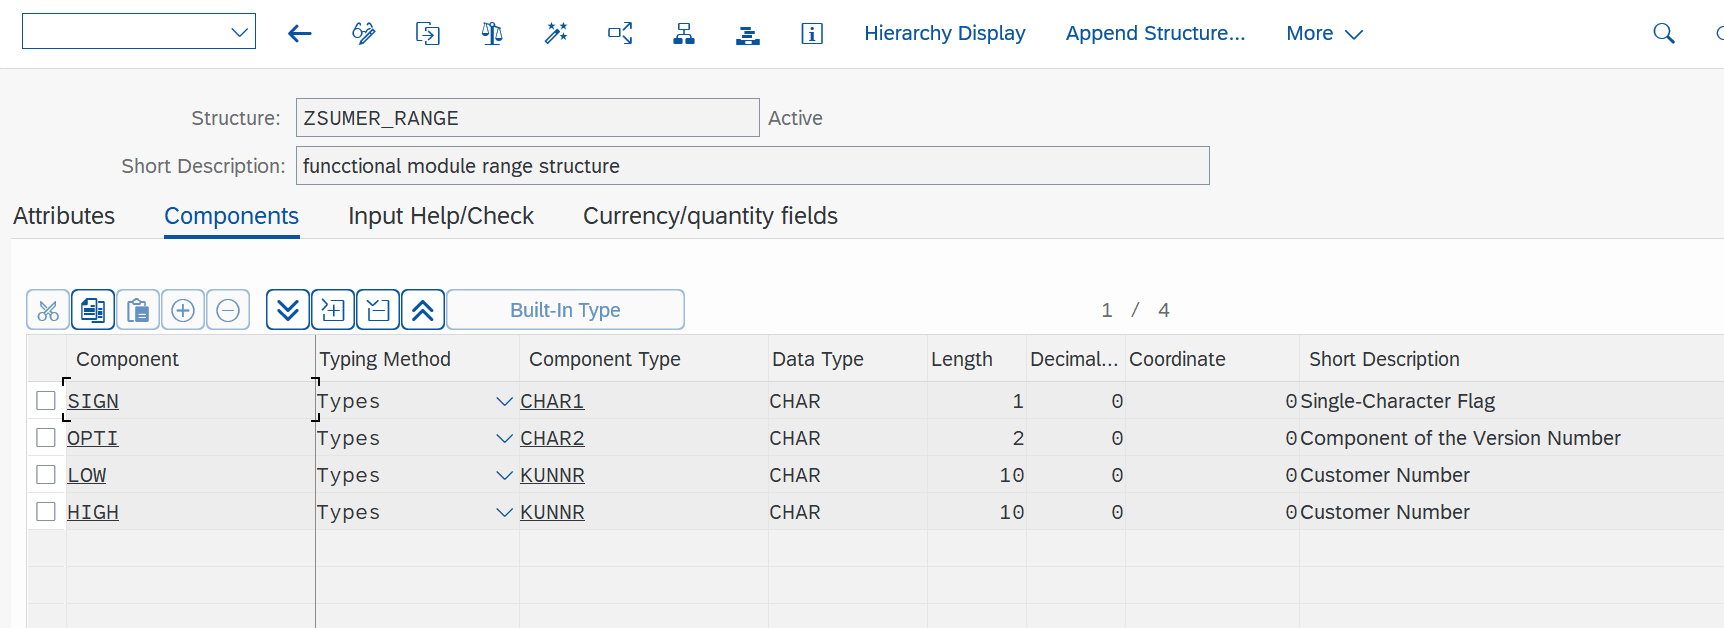 Hierarchy Display Append Structure... More
Structure: ZSUMER_RANGE Active
Short Description: funcctional module range structure
Attributes Components Input Help/Check Currency/quantity fields
Built-In Type 1 / 4
Component Typing Method Component Type Data Type Length Decimal... Coordinate Short Description
SIGN Types CHAR1 CHAR 1 0 0 Single-Character Flag
OPTI Types CHAR2 CHAR 2 0 0 Component of the Version Number
LOW Types KUNNR CHAR 10 0 0 Customer Number
HIGH Types KUNNR CHAR 10 0 0 Customer Number